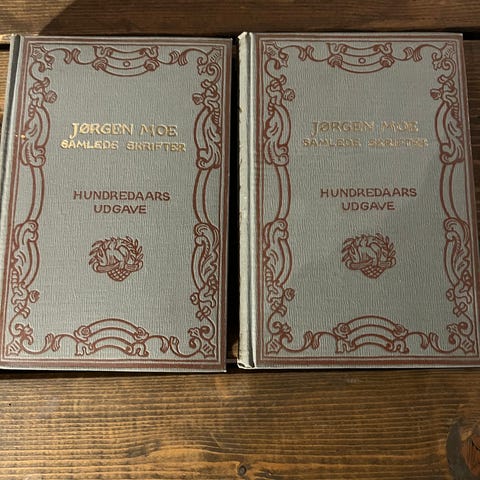 JØRGEN MOE
SAMLEDE SKRIFTER
HUNDREDAARS
UDGAVE
JØRGEN MOE
SAMLEDE SKRIFTER
HUNDREDAARS
UDGAVE